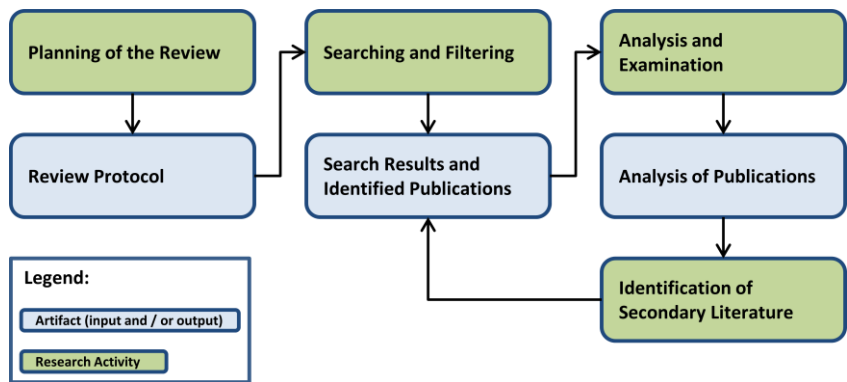 Planning of the Review
Searching and Filtering
Analysis and
Examination
Review Protocol
Search Results and
Identified Publications
Analysis of Publications
Identification of
Secondary Literature
Legend:
Artifact (input and / or output)
Research Activity